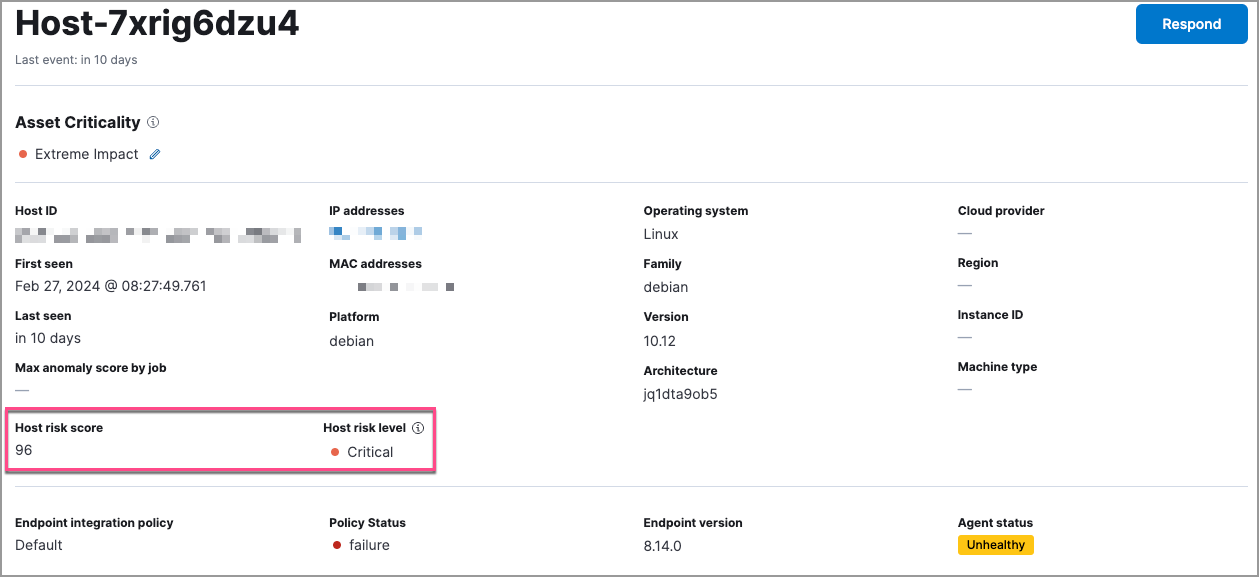 Host-7xrig6dzu4
Respond
Last event: in 10 days
Asset Criticality
Extreme Impact
Host ID
IP addresses
Operating system
Linux
Cloud provider
—
First seen
Feb 27, 2024 @ 08:27:49.761
MAC addresses
Family
debian
Region
—
Last seen
in 10 days
Platform
debian
Version
10.12
Instance ID
—
Max anomaly score by job
—
Architecture
jq1dta9ob5
Machine type
—
Host risk score
96
Host risk level
Critical
Endpoint integration policy
Default
Policy Status
failure
Endpoint version
8.14.0
Agent status
Unhealthy